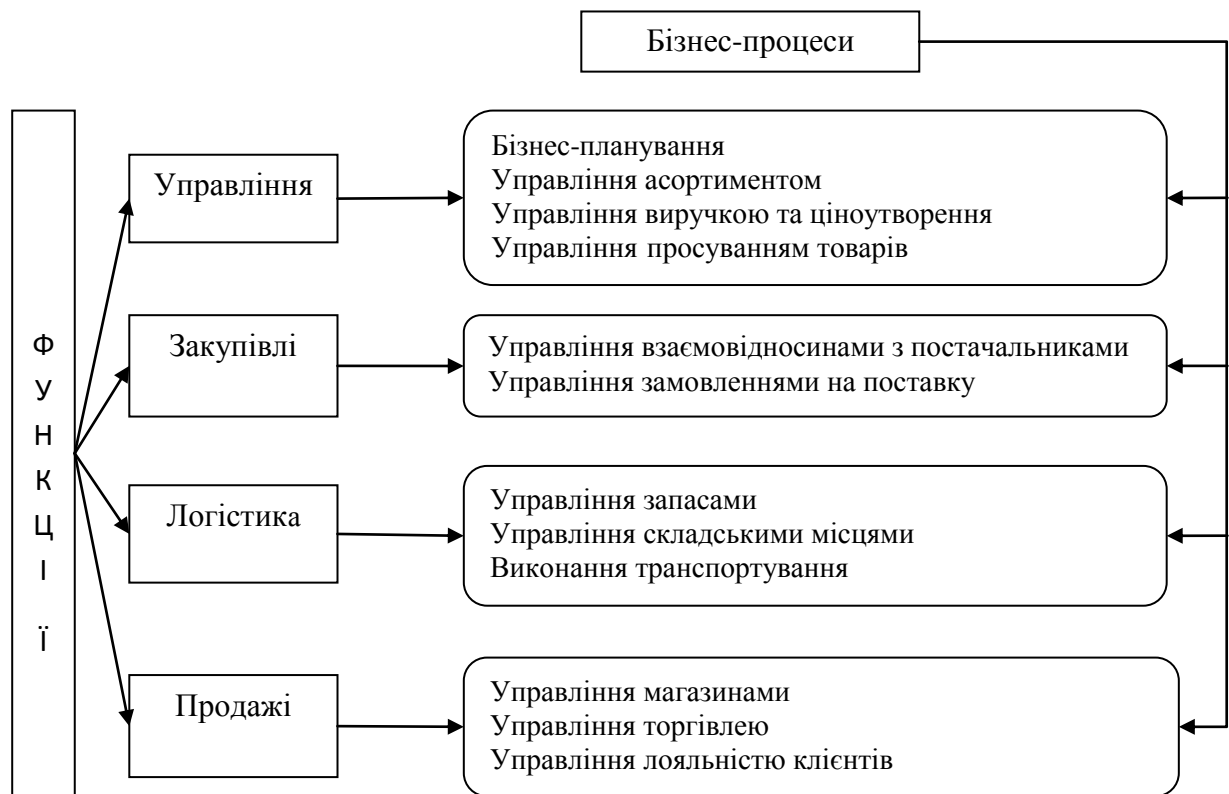 Бізнес-процеси
ФУНКЦІЇ
Управління
Бізнес-планування
Управління асортиментом
Управління виручкою та ціноутворення
Управління просуванням товарів
Закупівлі
Управління взаємовідносинами з постачальниками
Управління замовленнями на поставку
Логістика
Управління запасами
Управління складськими місцями
Виконання транспортування
Продажі
Управління магазинами
Управління торгівлею
Управління лояльністю клієнтів